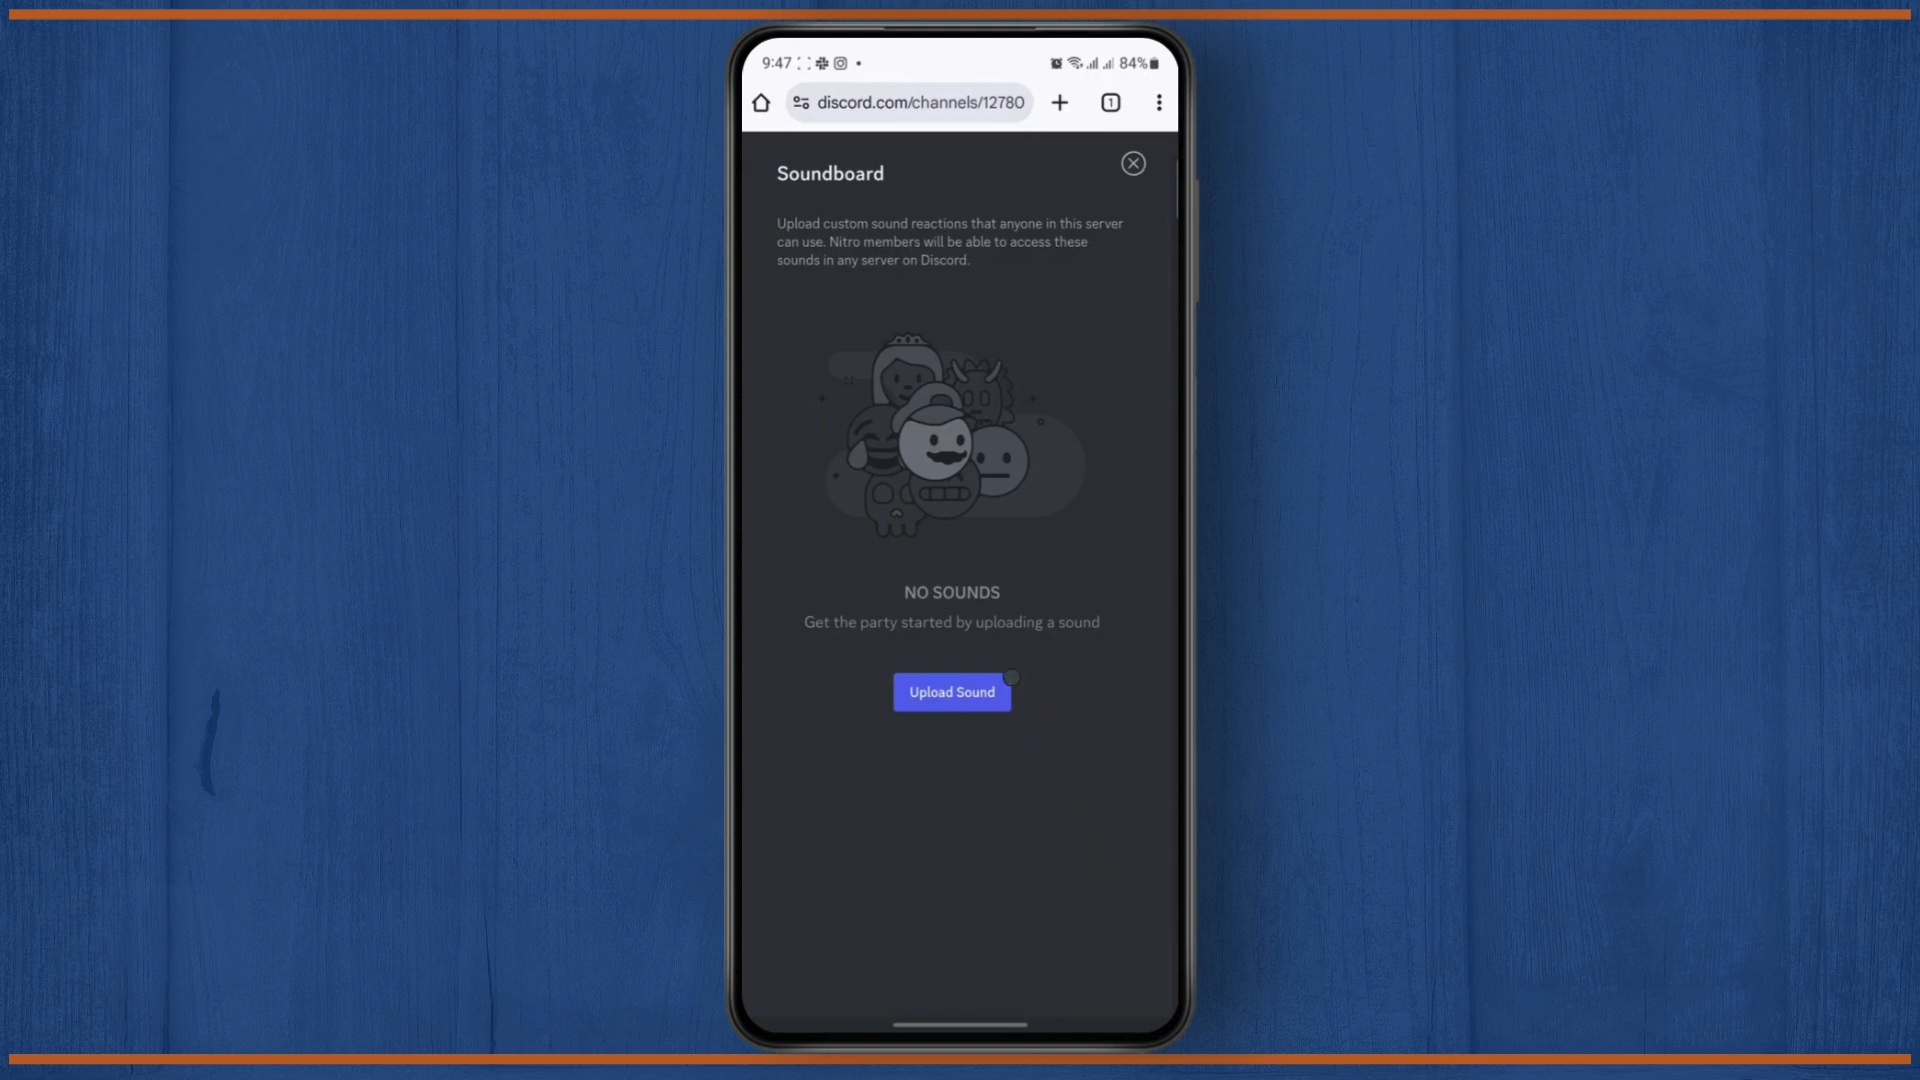 9:47
84%
discord.com/channels/12780
1
Soundboard
Upload custom sound reactions that anyone in this server
can use. Nitro members will be able to access these
sounds in any server on Discord.
NO SOUNDS
Get the party started by uploading a sound
Upload Sound